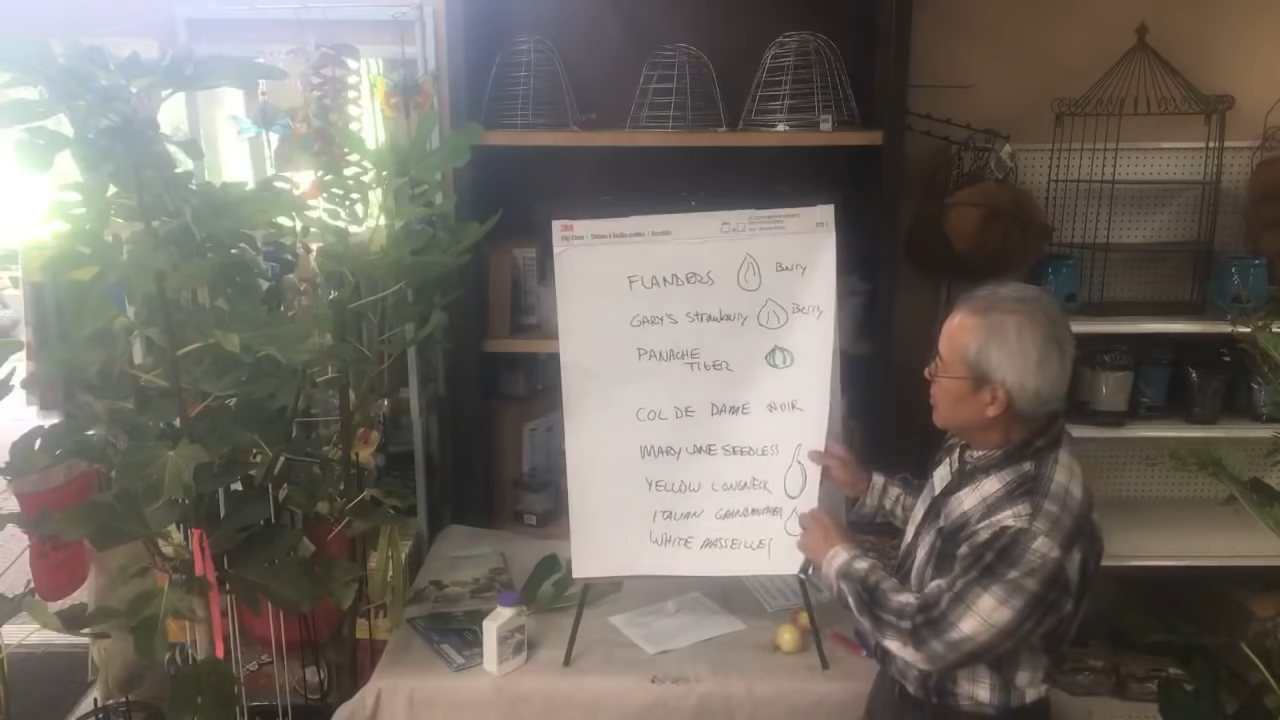 3M
FLANDERS Berry
GARY'S Strawberry Berry
PANACHE
TIGER
COL DE DAME NOIR
MARY LANE SEEDLESS
YELLOW LONGNECK
ITALIAN
WHITE MARSEILLES